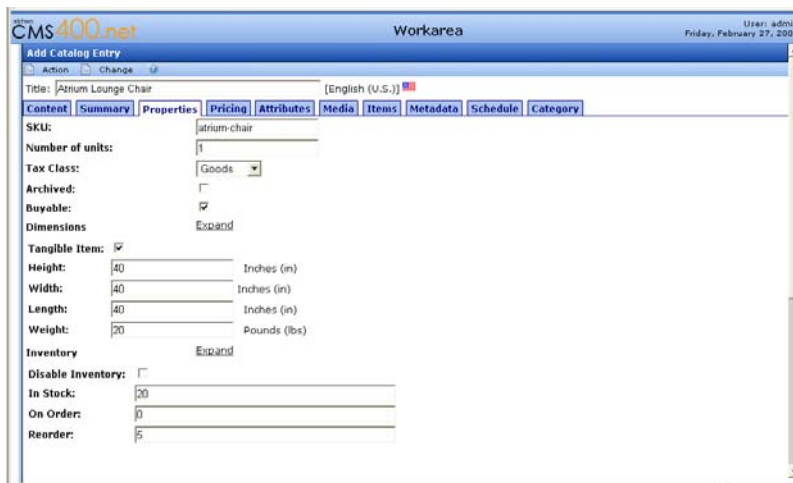 ektron
CMS400.net
Workarea
User: admi
Friday, February 27, 200
Add Catalog Entry
Action Change
Title: Atrium Lounge Chair [English (U.S.)]
Content Summary Properties Pricing Attributes Media Items Metadata Schedule Category
SKU: atrium-chair
Number of units: 1
Tax Class: Goods
Archived:
Buyable:
Dimensions Expand
Tangible Item:
Height: 40 Inches (in)
Width: 40 Inches (in)
Length: 40 Inches (in)
Weight: 20 Pounds (lbs)
Inventory Expand
Disable Inventory:
In Stock: 20
On Order: 0
Reorder: 5